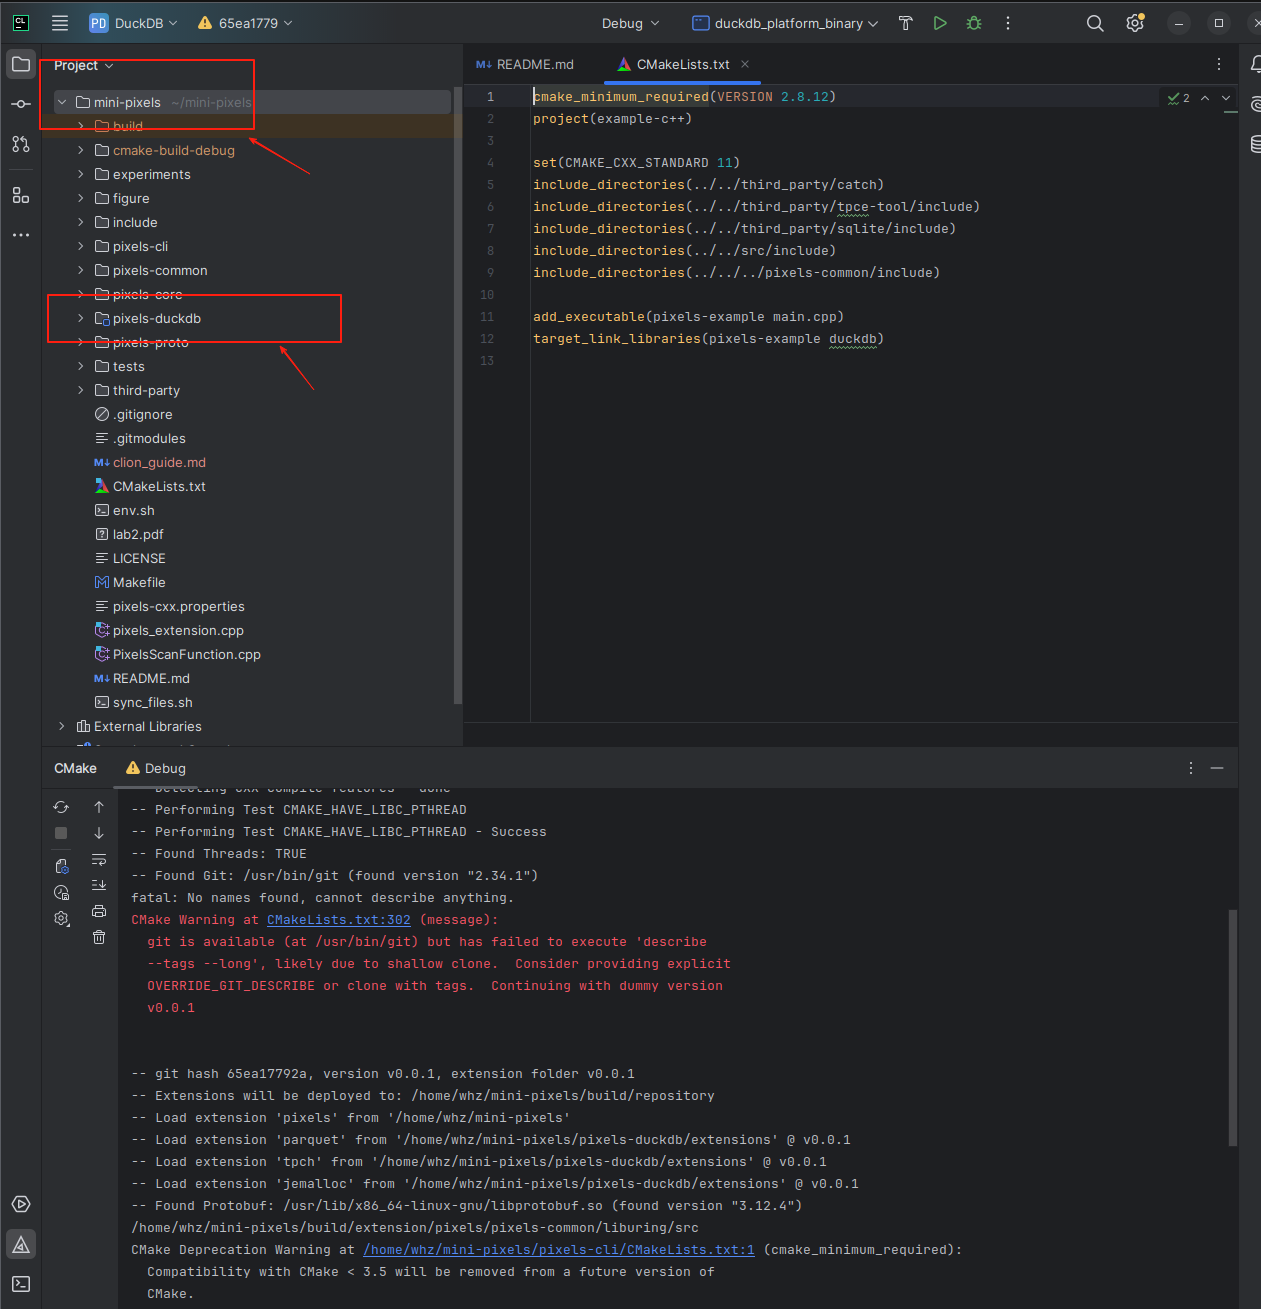 CL
PD DuckDB
65ea1779
Debug
duckdb_platform_binary
Project
mini-pixels ~/mini-pixels
build
cmake-build-debug
experiments
figure
include
pixels-cli
pixels-common
pixels-core
pixels-duckdb
pixels-proto
tests
third-party
.gitignore
.gitmodules
M↓ clion_guide.md
CMakeLists.txt
env.sh
lab2.pdf
LICENSE
Makefile
pixels-cxx.properties
pixels_extension.cpp
PixelsScanFunction.cpp
M↓ README.md
sync_files.sh
External Libraries
M↓ README.md
CMakeLists.txt
2
1 cmake_minimum_required(VERSION 2.8.12)
2 project(example-c++)
3
4 set(CMAKE_CXX_STANDARD 11)
5 include_directories(../../third_party/catch)
6 include_directories(../../third_party/tpce-tool/include)
7 include_directories(../../third_party/sqlite/include)
8 include_directories(../../src/include)
9 include_directories(../../../pixels-common/include)
10
11 add_executable(pixels-example main.cpp)
12 target_link_libraries(pixels-example duckdb)
13
CMake
Debug
-- Detecting CXX compile features - done
-- Performing Test CMAKE_HAVE_LIBC_PTHREAD
-- Performing Test CMAKE_HAVE_LIBC_PTHREAD - Success
-- Found Threads: TRUE
-- Found Git: /usr/bin/git (found version "2.34.1")
fatal: No names found, cannot describe anything.
CMake Warning at CMakeLists.txt:302 (message):
git is available (at /usr/bin/git) but has failed to execute 'describe
--tags --long', likely due to shallow clone.  Consider providing explicit
OVERRIDE_GIT_DESCRIBE or clone with tags.  Continuing with dummy version
v0.0.1
-- git hash 65ea17792a, version v0.0.1, extension folder v0.0.1
-- Extensions will be deployed to: /home/whz/mini-pixels/build/repository
-- Load extension 'pixels' from '/home/whz/mini-pixels'
-- Load extension 'parquet' from '/home/whz/mini-pixels/pixels-duckdb/extensions' @ v0.0.1
-- Load extension 'tpch' from '/home/whz/mini-pixels/pixels-duckdb/extensions' @ v0.0.1
-- Load extension 'jemalloc' from '/home/whz/mini-pixels/pixels-duckdb/extensions' @ v0.0.1
-- Found Protobuf: /usr/lib/x86_64-linux-gnu/libprotobuf.so (found version "3.12.4")
/home/whz/mini-pixels/build/extension/pixels/pixels-common/liburing/src
CMake Deprecation Warning at /home/whz/mini-pixels/pixels-cli/CMakeLists.txt:1 (cmake_minimum_required):
Compatibility with CMake < 3.5 will be removed from a future version of
CMake.